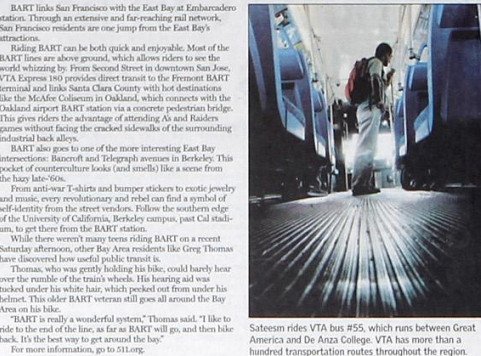 BART links San Francisco with the East Bay at Embarcadero
station. Through an extensive and far-reaching rail network,
San Francisco residents are one jump from the East Bay's
attractions.
Riding BART can be both quick and enjoyable. Most of the
BART lines are above ground, which allows riders to see the
world whizzing by. From Second Street in downtown San Jose,
VTA Express 180 provides direct transit to the Fremont BART
terminal and links Santa Clara County with hot destinations
like the McAfee Coliseum in Oakland, which connects with the
Oakland airport BART station via a concrete pedestrian bridge.
This gives riders the advantage of attending A's and Raiders
games without facing the cracked sidewalks of the surrounding
industrial back alleys.
BART also goes to one of the more interesting East Bay
intersections: Bancroft and Telegraph avenues in Berkeley. This
pocket of counterculture looks (and smells) like a scene from
the hazy late-'60s.
From anti-war T-shirts and bumper stickers to exotic jewelry
and music, every revolutionary and rebel can find a symbol of
self-identity from the street vendors. Follow the southern edge
of the University of California, Berkeley campus, past Cal stadi-
um, to get there from the BART station.
While there weren't many teens riding BART on a recent
Saturday afternoon, other Bay Area residents like Greg Thomas
have discovered how useful public transit is.
Thomas, who was gently holding his bike, could barely hear
over the rumble of the train's wheels. His hearing aid was
tucked under his white hair, which pecked out from under his
helmet. This older BART veteran still goes all around the Bay
Area on his bike.
"BART is really a wonderful system," Thomas said. "I like to
ride to the end of the line, as far as BART will go, and then bike
back. It's the best way to get around the bay."
For more information, go to 511.org.
Sateesm rides VTA bus #55, which runs between Great
America and De Anza College. VTA has more than a
hundred transportation routes throughout the region.